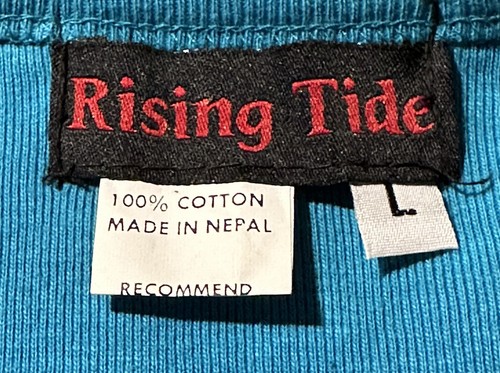 Rising Tide
100% COTTON
MADE IN NEPAL
RECOMMEND
L